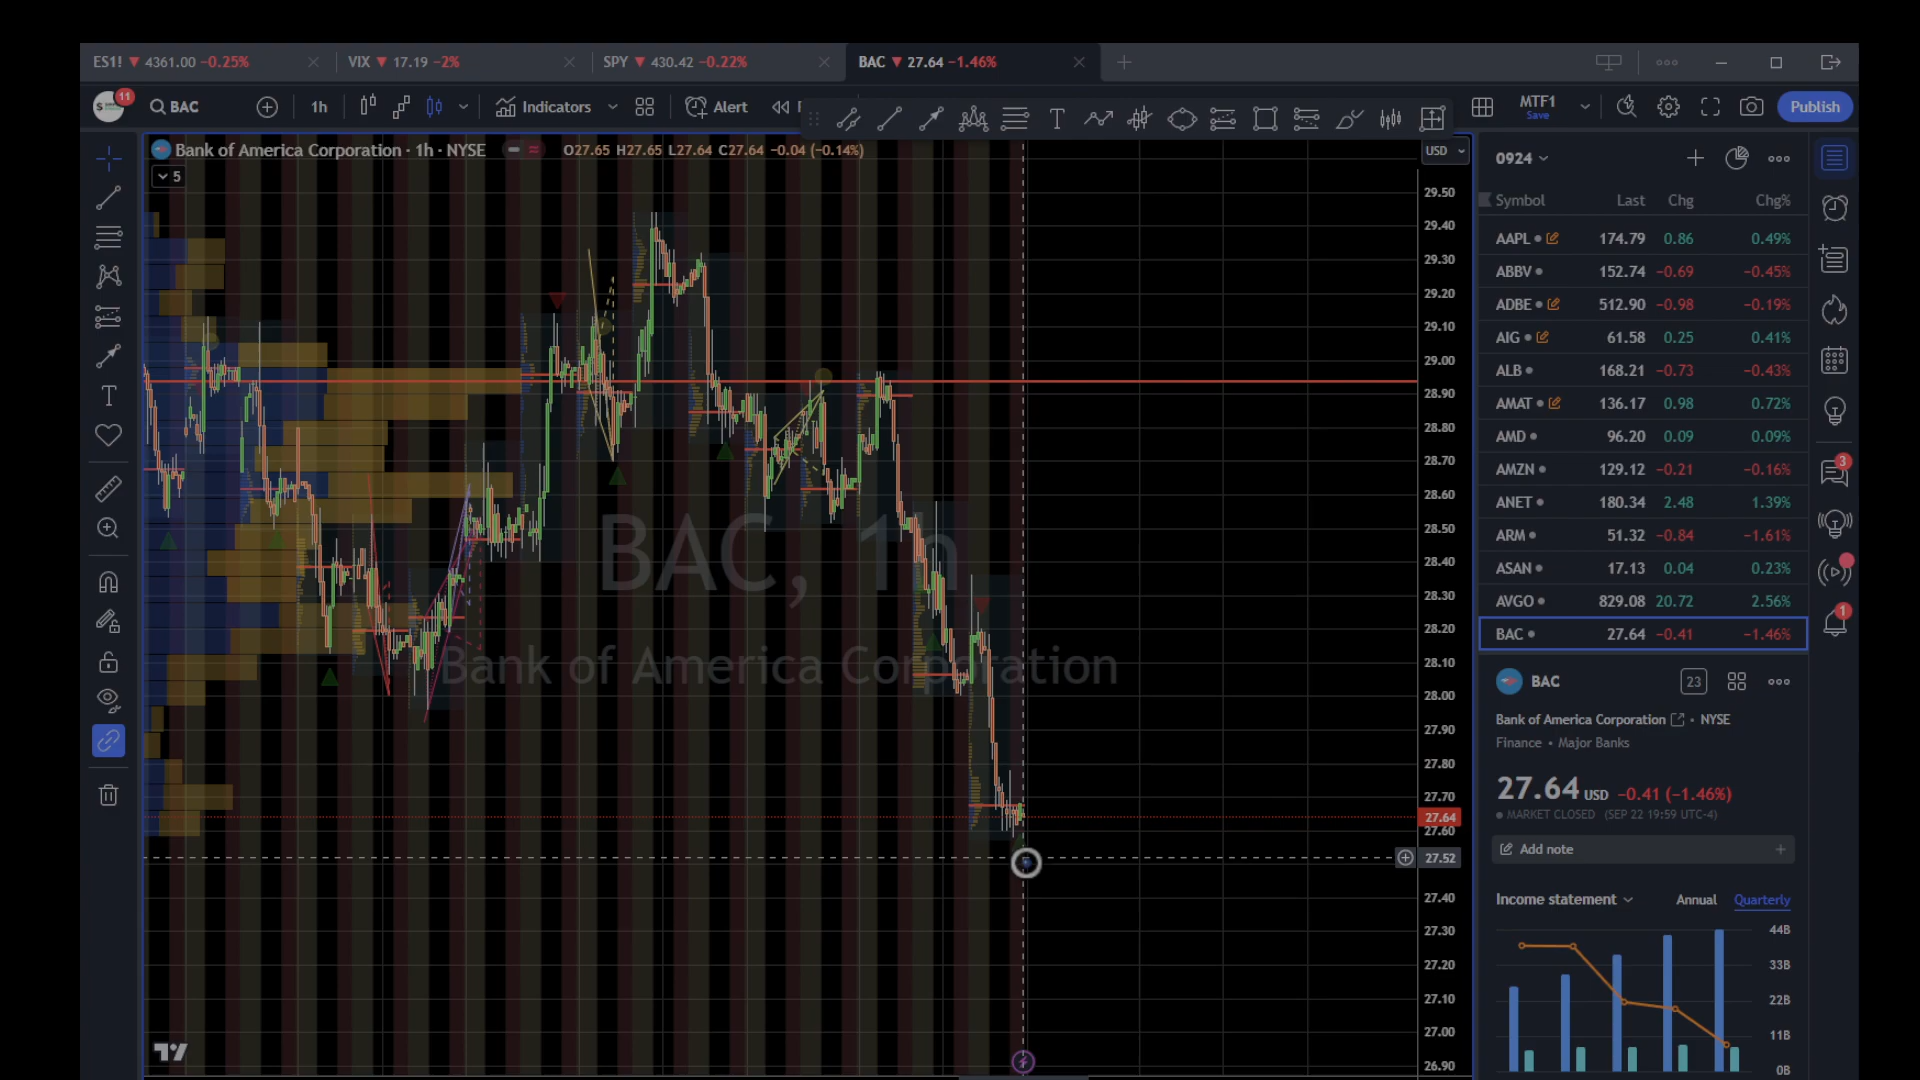 ES1! ▼ 4361.00 −0.25% VIX ▼ 17.19 −2% SPY ▼ 430.42 −0.22% BAC ▼ 27.64 −1.46%
11 BAC 1h Indicators Alert MTF1 Save Publish
Bank of America Corporation · 1h · NYSE O27.65 H27.65 L27.64 C27.64 −0.04 (−0.14%)
5
USD
29.50
29.40
29.30
29.20
29.10
29.00
28.90
28.80
28.70
28.60
28.50
28.40
28.30
28.20
28.10
28.00
27.90
27.80
27.70
27.64
27.60
27.52
27.40
27.30
27.20
27.10
27.00
26.90
BAC, 1h
Bank of America Corporation
0924
Symbol Last Chg Chg%
AAPL 174.79 0.86 0.49%
ABBV 152.74 −0.69 −0.45%
ADBE 512.90 −0.98 −0.19%
AIG 61.58 0.25 0.41%
ALB 168.21 −0.73 −0.43%
AMAT 136.17 0.98 0.72%
AMD 96.20 0.09 0.09%
AMZN 129.12 −0.21 −0.16%
ANET 180.34 2.48 1.39%
ARM 51.32 −0.84 −1.61%
ASAN 17.13 0.04 0.23%
AVGO 829.08 20.72 2.56%
BAC 27.64 −0.41 −1.46%
BAC 23
Bank of America Corporation • NYSE
Finance • Major Banks
27.64 USD −0.41 (−1.46%)
MARKET CLOSED (SEP 22 19:59 UTC-4)
Add note
Income statement Annual Quarterly
44B
33B
22B
11B
0B
3
1